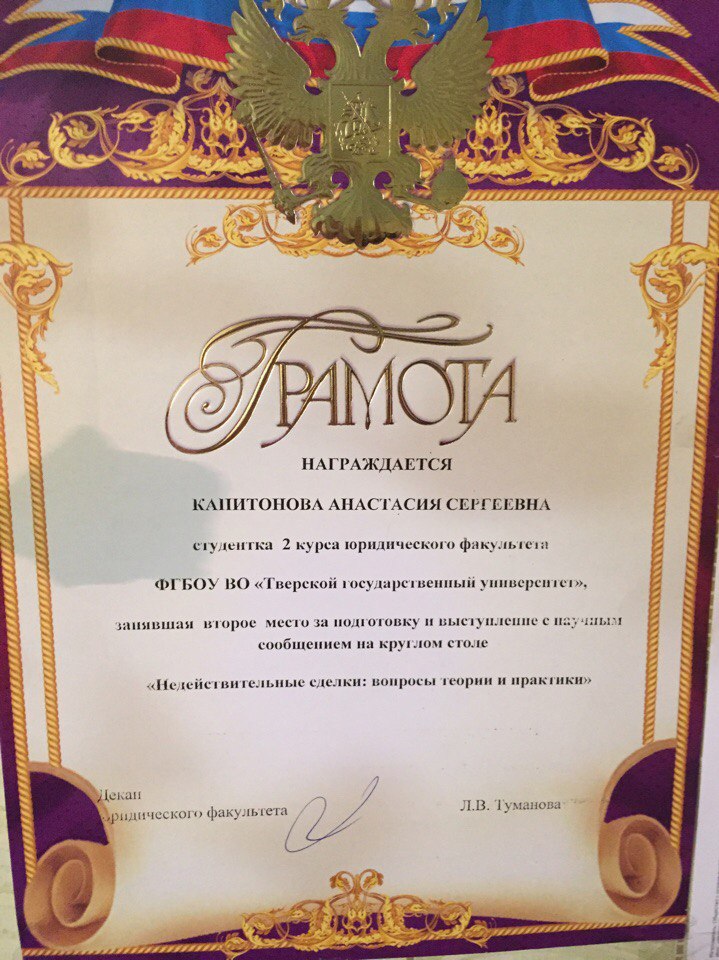 ГРАМОТА
НАГРАЖДАЕТСЯ
КАПИТОНОВА АНАСТАСИЯ СЕРГЕЕВНА
студентка 2 курса юридического факультета
ФГБОУ ВО «Тверской государственный университет»,
занявшая второе место за подготовку и выступление с научным
сообщением на круглом столе
«Недействительные сделки: вопросы теории и практики»
Декан
юридического факультета
Л.В. Туманова